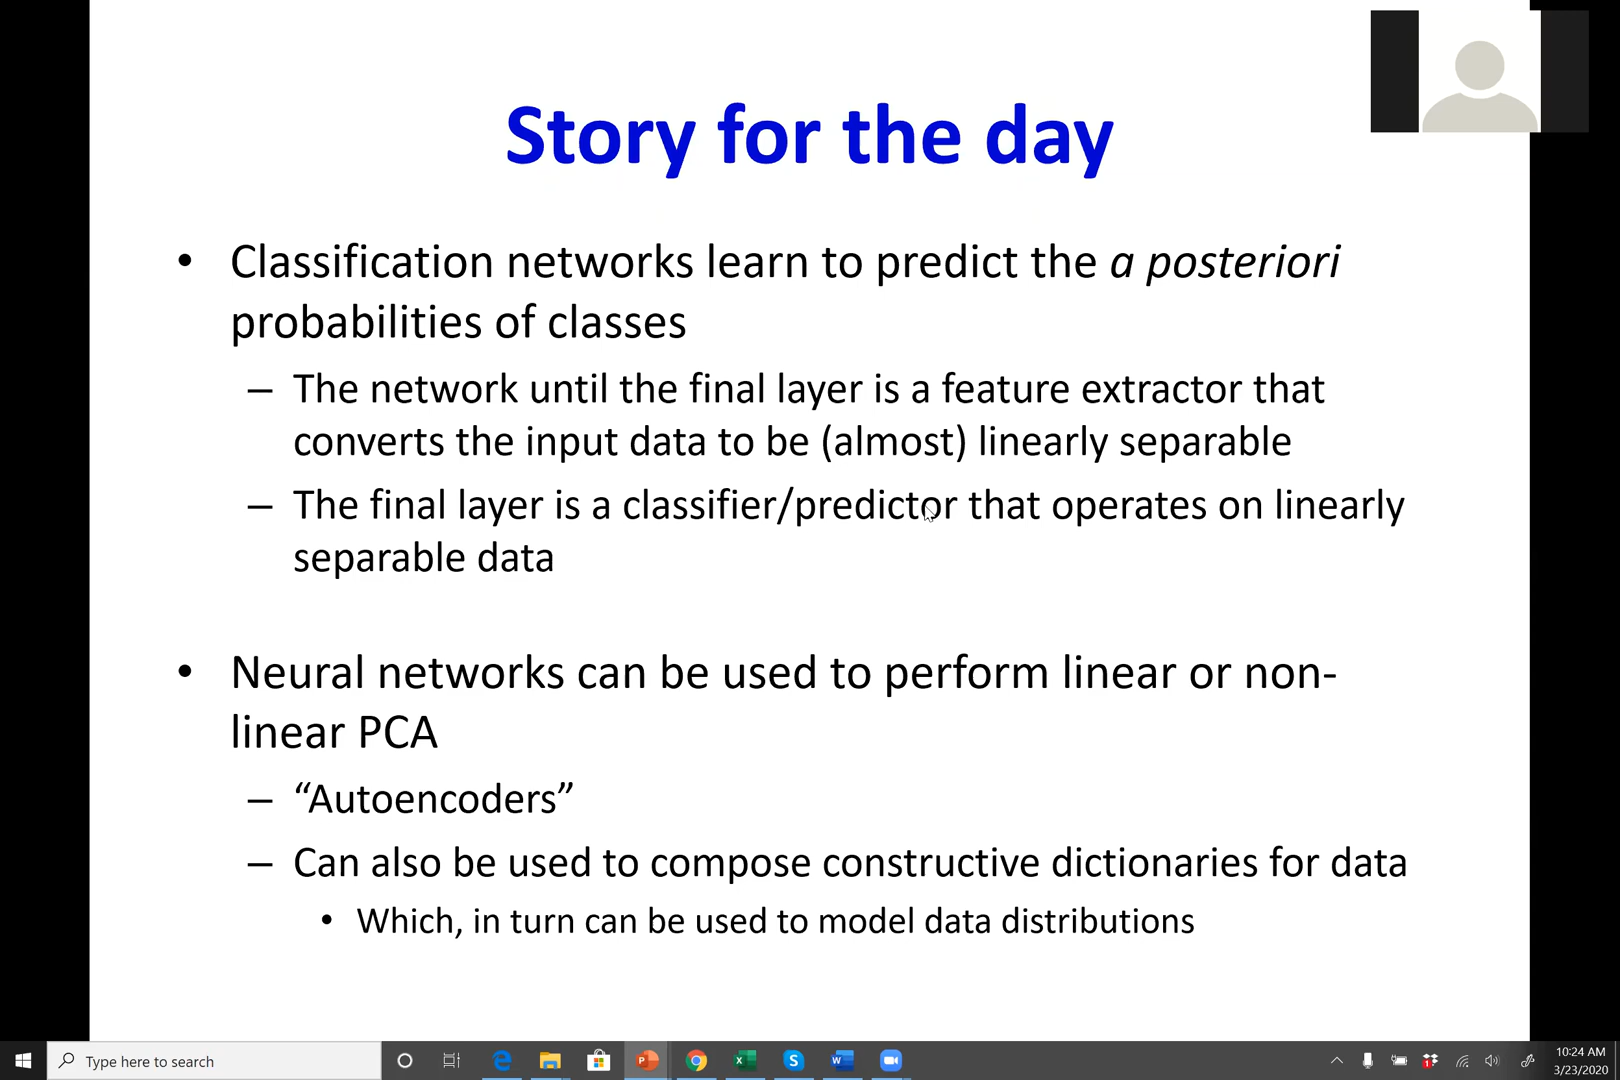 Story for the day
• Classification networks learn to predict the a posteriori
probabilities of classes
– The network until the final layer is a feature extractor that
converts the input data to be (almost) linearly separable
– The final layer is a classifier/predictor that operates on linearly
separable data
• Neural networks can be used to perform linear or non-
linear PCA
– “Autoencoders”
– Can also be used to compose constructive dictionaries for data
• Which, in turn can be used to model data distributions
Type here to search
10:24 AM
3/23/2020